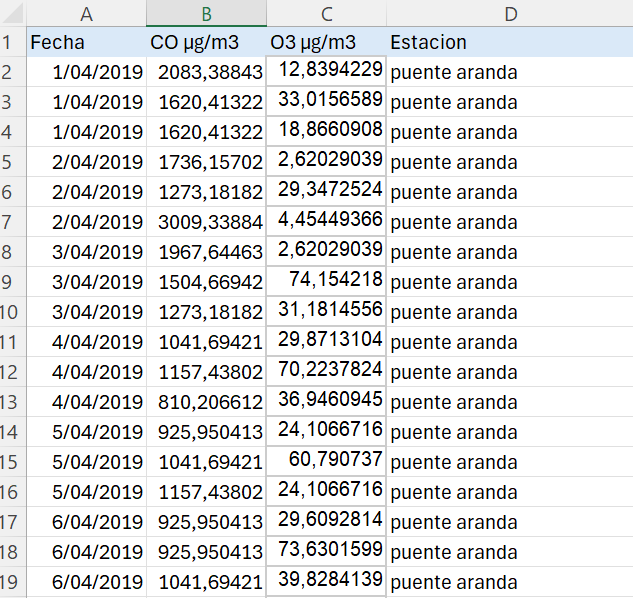 A B C D
1 Fecha CO µg/m3 O3 µg/m3 Estacion
2 1/04/2019 2083,38843 12,8394229 puente aranda
3 1/04/2019 1620,41322 33,0156589 puente aranda
4 1/04/2019 1620,41322 18,8660908 puente aranda
5 2/04/2019 1736,15702 2,62029039 puente aranda
6 2/04/2019 1273,18182 29,3472524 puente aranda
7 2/04/2019 3009,33884 4,45449366 puente aranda
8 3/04/2019 1967,64463 2,62029039 puente aranda
9 3/04/2019 1504,66942 74,154218 puente aranda
10 3/04/2019 1273,18182 31,1814556 puente aranda
11 4/04/2019 1041,69421 29,8713104 puente aranda
12 4/04/2019 1157,43802 70,2237824 puente aranda
13 4/04/2019 810,206612 36,9460945 puente aranda
14 5/04/2019 925,950413 24,1066716 puente aranda
15 5/04/2019 1041,69421 60,790737 puente aranda
16 5/04/2019 1157,43802 24,1066716 puente aranda
17 6/04/2019 925,950413 29,6092814 puente aranda
18 6/04/2019 925,950413 73,6301599 puente aranda
19 6/04/2019 1041,69421 39,8284139 puente aranda